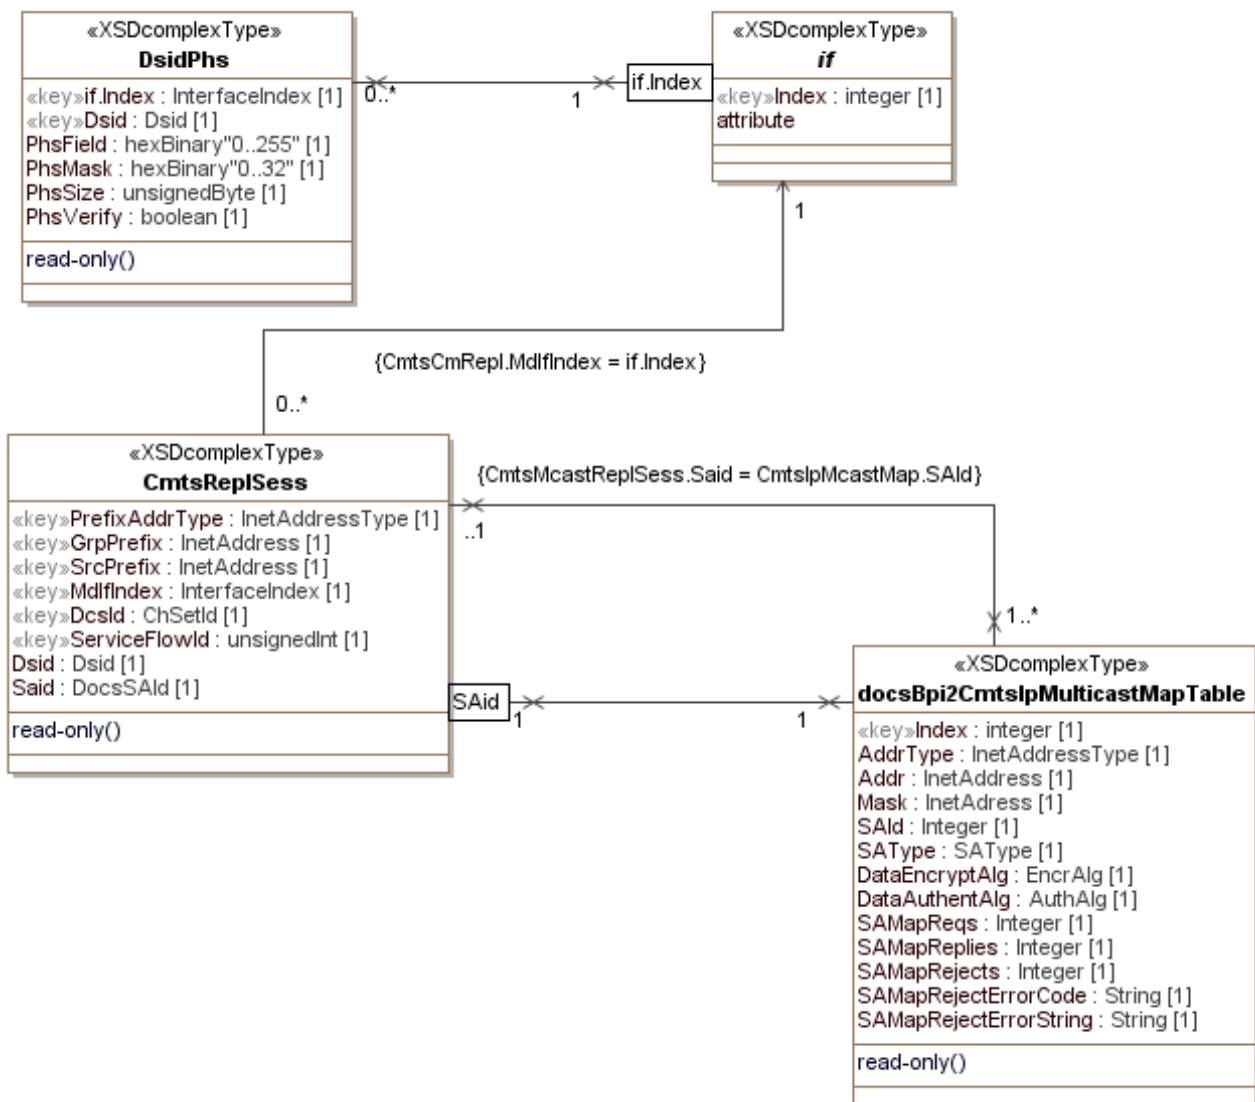 «XSDcomplexType»
DsidPhs
«key»if.Index : InterfaceIndex [1]
«key»Dsid : Dsid [1]
PhsField : hexBinary"0..255" [1]
PhsMask : hexBinary"0..32" [1]
PhsSize : unsignedByte [1]
PhsVerify : boolean [1]
read-only()
0..*
1
if.Index
«XSDcomplexType»
if
«key»Index : integer [1]
attribute
1
{CmtsCmRepl.MdIfIndex = if.Index}
0..*
«XSDcomplexType»
CmtsReplSess
«key»PrefixAddrType : InetAddressType [1]
«key»GrpPrefix : InetAddress [1]
«key»SrcPrefix : InetAddress [1]
«key»MdIfIndex : InterfaceIndex [1]
«key»DcsId : ChSetId [1]
«key»ServiceFlowId : unsignedInt [1]
Dsid : Dsid [1]
Said : DocsSAId [1]
read-only()
{CmtsMcastReplSess.Said = CmtsIpMcastMap.SAId}
..1
1..*
SAid
1
1
«XSDcomplexType»
docsBpi2CmtsIpMulticastMapTable
«key»Index : integer [1]
AddrType : InetAddressType [1]
Addr : InetAddress [1]
Mask : InetAdress [1]
SAId : Integer [1]
SAType : SAType [1]
DataEncryptAlg : EncrAlg [1]
DataAuthentAlg : AuthAlg [1]
SAMapReqs : Integer [1]
SAMapReplies : Integer [1]
SAMapRejects : Integer [1]
SAMapRejectErrorCode : String [1]
SAMapRejectErrorString : String [1]
read-only()